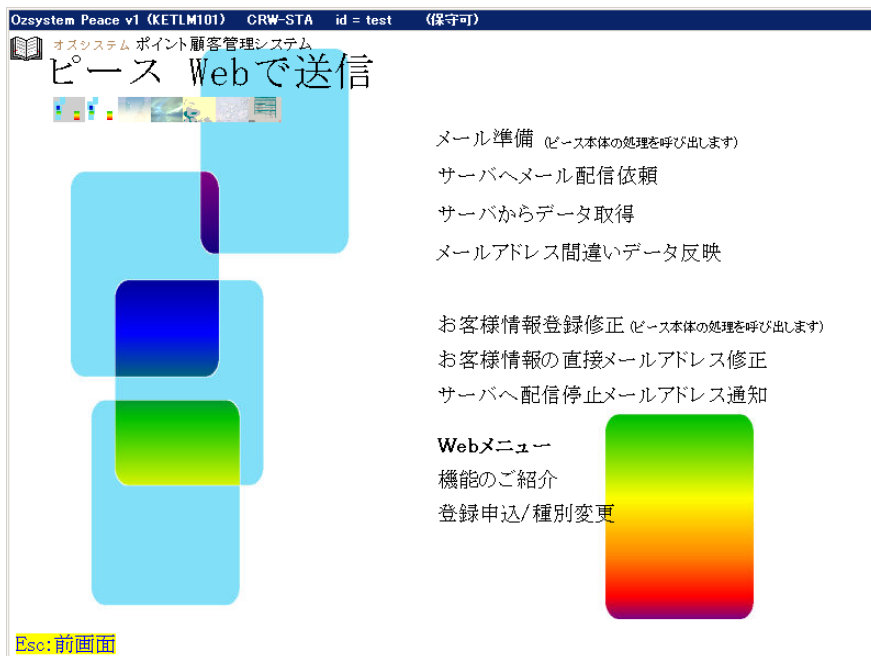 Ozsystem Peace v1 (KETLM101) CRW-STA id = test (保守可)
オズシステム ポイント顧客管理システム
ピース Webで送信
メール準備 (ピース本体の処理を呼び出します)
サーバへメール配信依頼
サーバからデータ取得
メールアドレス間違いデータ反映
お客様情報登録修正 (ピース本体の処理を呼び出します)
お客様情報の直接メールアドレス修正
サーバへ配信停止メールアドレス通知
Webメニュー
機能のご紹介
登録申込/種別変更
Esc:前画面